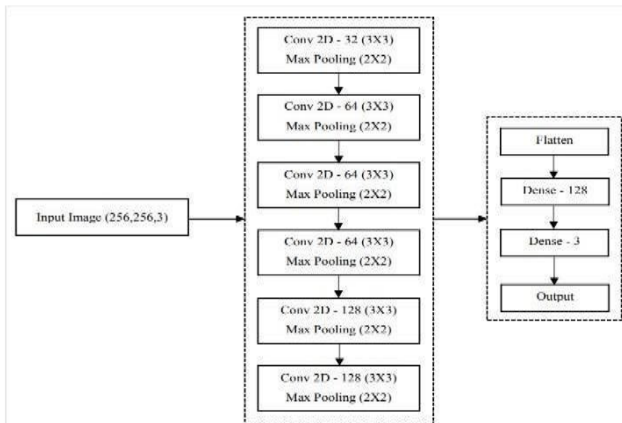 Input Image (256,256,3)
Conv 2D - 32 (3X3)
Max Pooling (2X2)
Conv 2D - 64 (3X3)
Max Pooling (2X2)
Conv 2D - 64 (3X3)
Max Pooling (2X2)
Conv 2D - 64 (3X3)
Max Pooling (2X2)
Conv 2D - 128 (3X3)
Max Pooling (2X2)
Conv 2D - 128 (3X3)
Max Pooling (2X2)
Flatten
Dense - 128
Dense - 3
Output